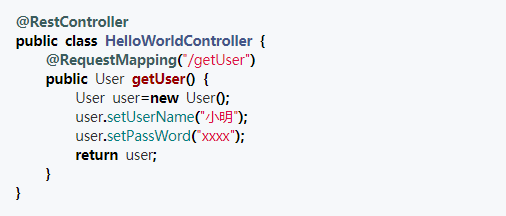 @RestController
public class HelloWorldController {
@RequestMapping("/getUser")
public User getUser() {
User user=new User();
user.setUserName("小明");
user.setPassWord("xxxx");
return user;
}
}